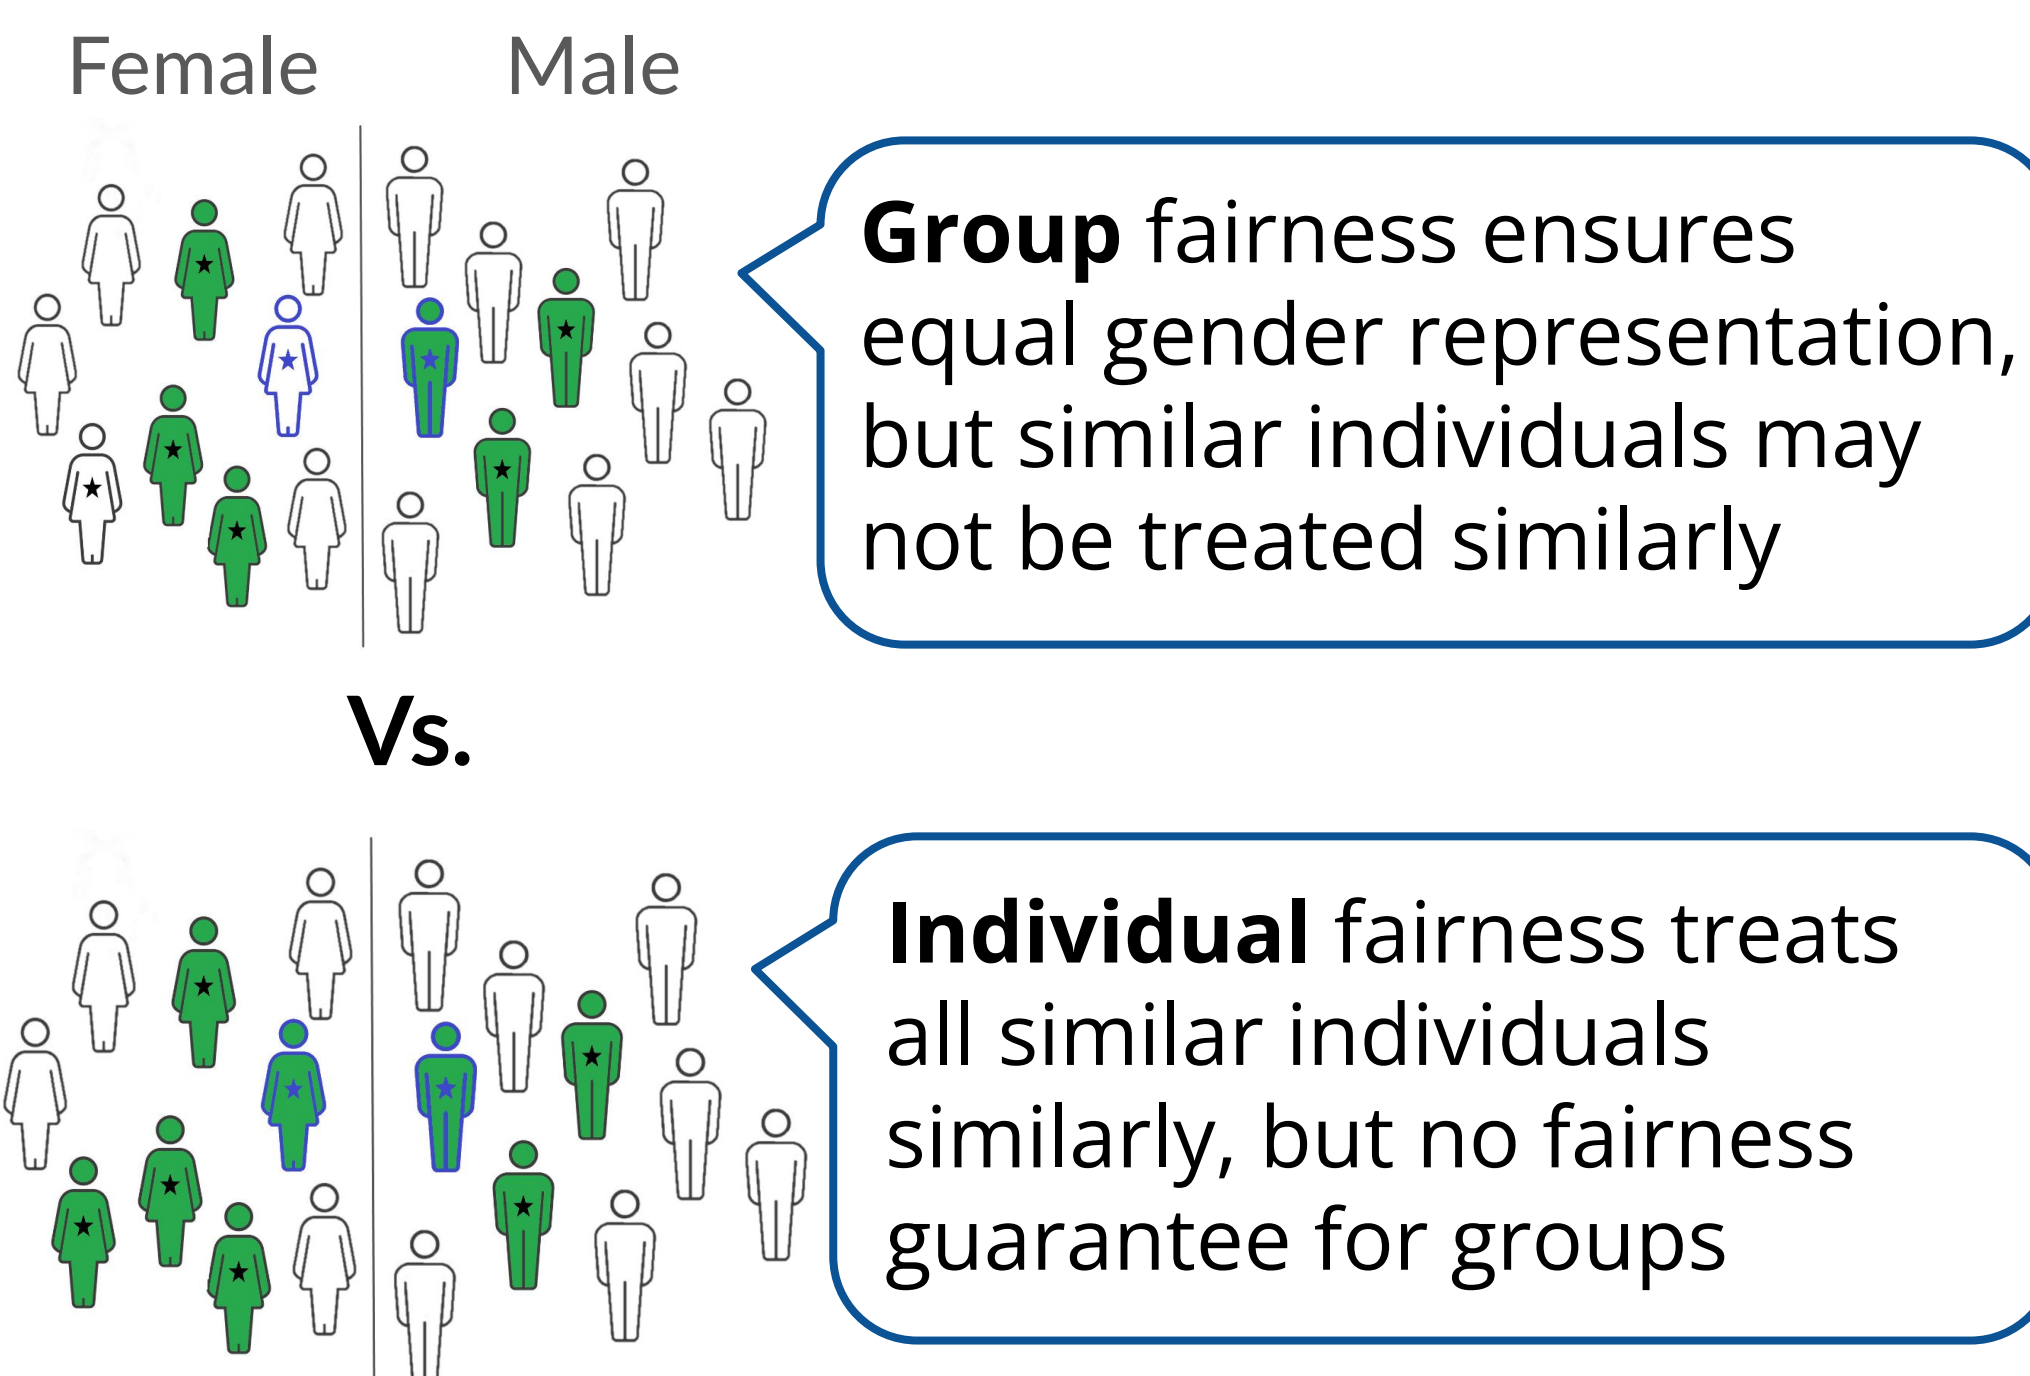 Female Male
Group fairness ensures
equal gender representation,
but similar individuals may
not be treated similarly
Vs.
Individual fairness treats
all similar individuals
similarly, but no fairness
guarantee for groups